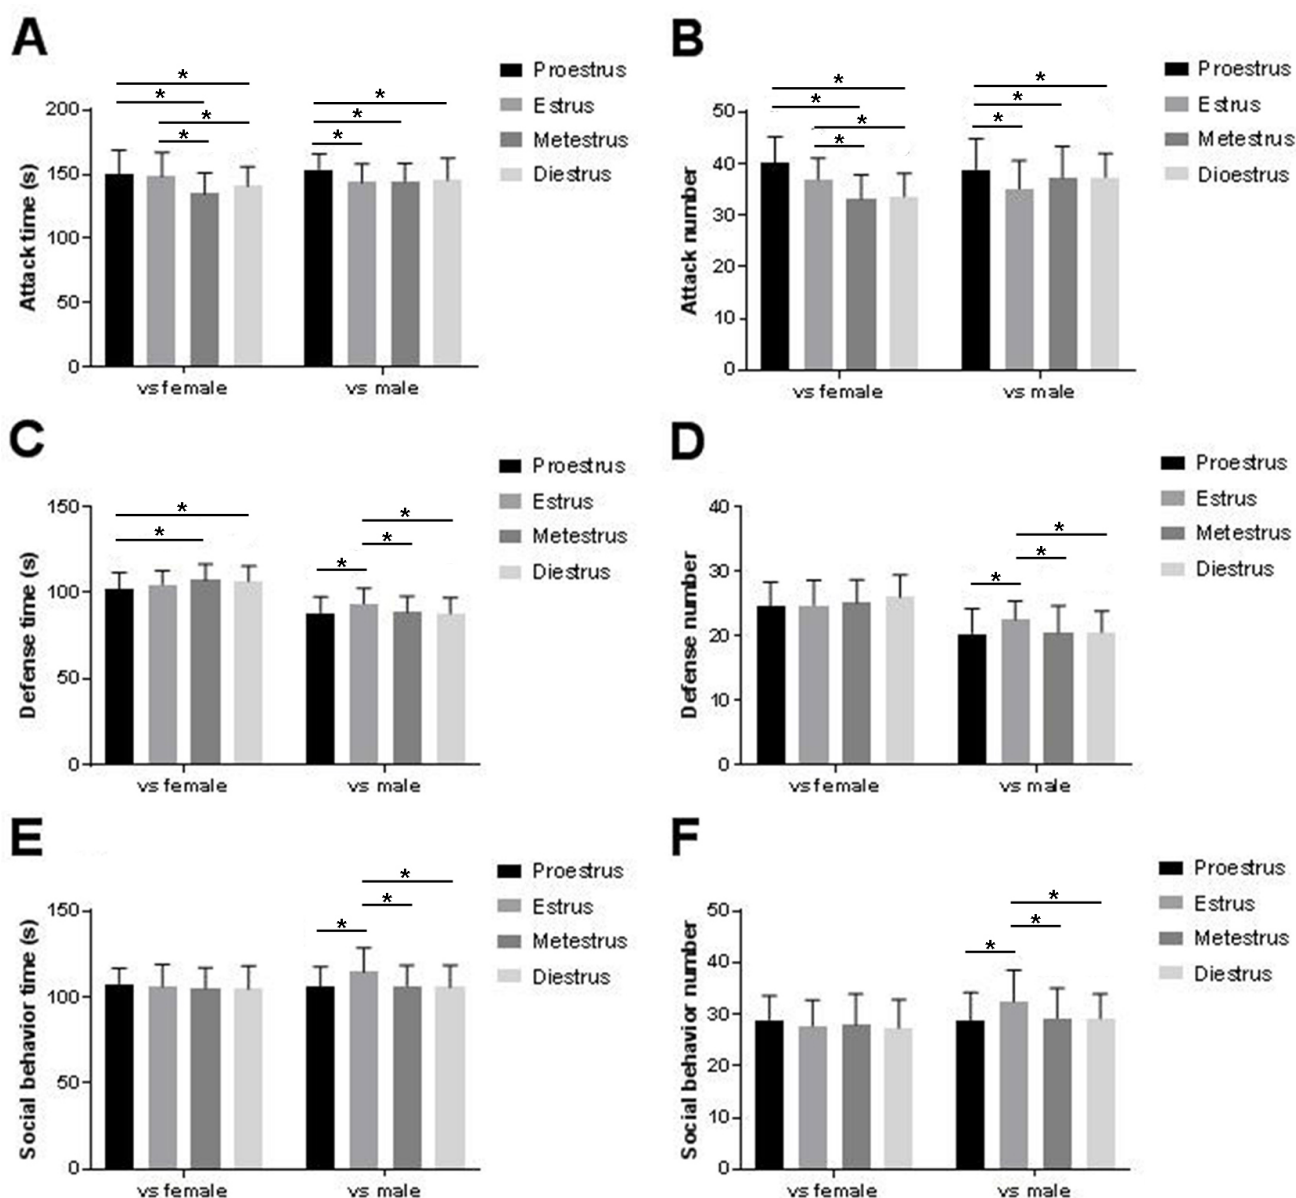 A
Attack time (s)
200
150
100
50
0
* * * *
* * *
vs female
vs male
Proestrus
Estrus
Metestrus
Diestrus
B
Attack number
50
40
30
20
10
0
* * * *
* * *
vs female
vs male
Proestrus
Estrus
Metestrus
Dioestrus
C
Defense time (s)
150
100
50
0
* *
* * *
vs female
vs male
Proestrus
Estrus
Metestrus
Diestrus
D
Defense number
40
30
20
10
0
* * *
vs female
vs male
Proestrus
Estrus
Metestrus
Diestrus
E
Social behavior time (s)
150
100
50
0
* * *
vs female
vs male
Proestrus
Estrus
Metestrus
Diestrus
F
Social behavior number
50
40
30
20
10
0
* * *
vs female
vs male
Proestrus
Estrus
Metestrus
Diestrus